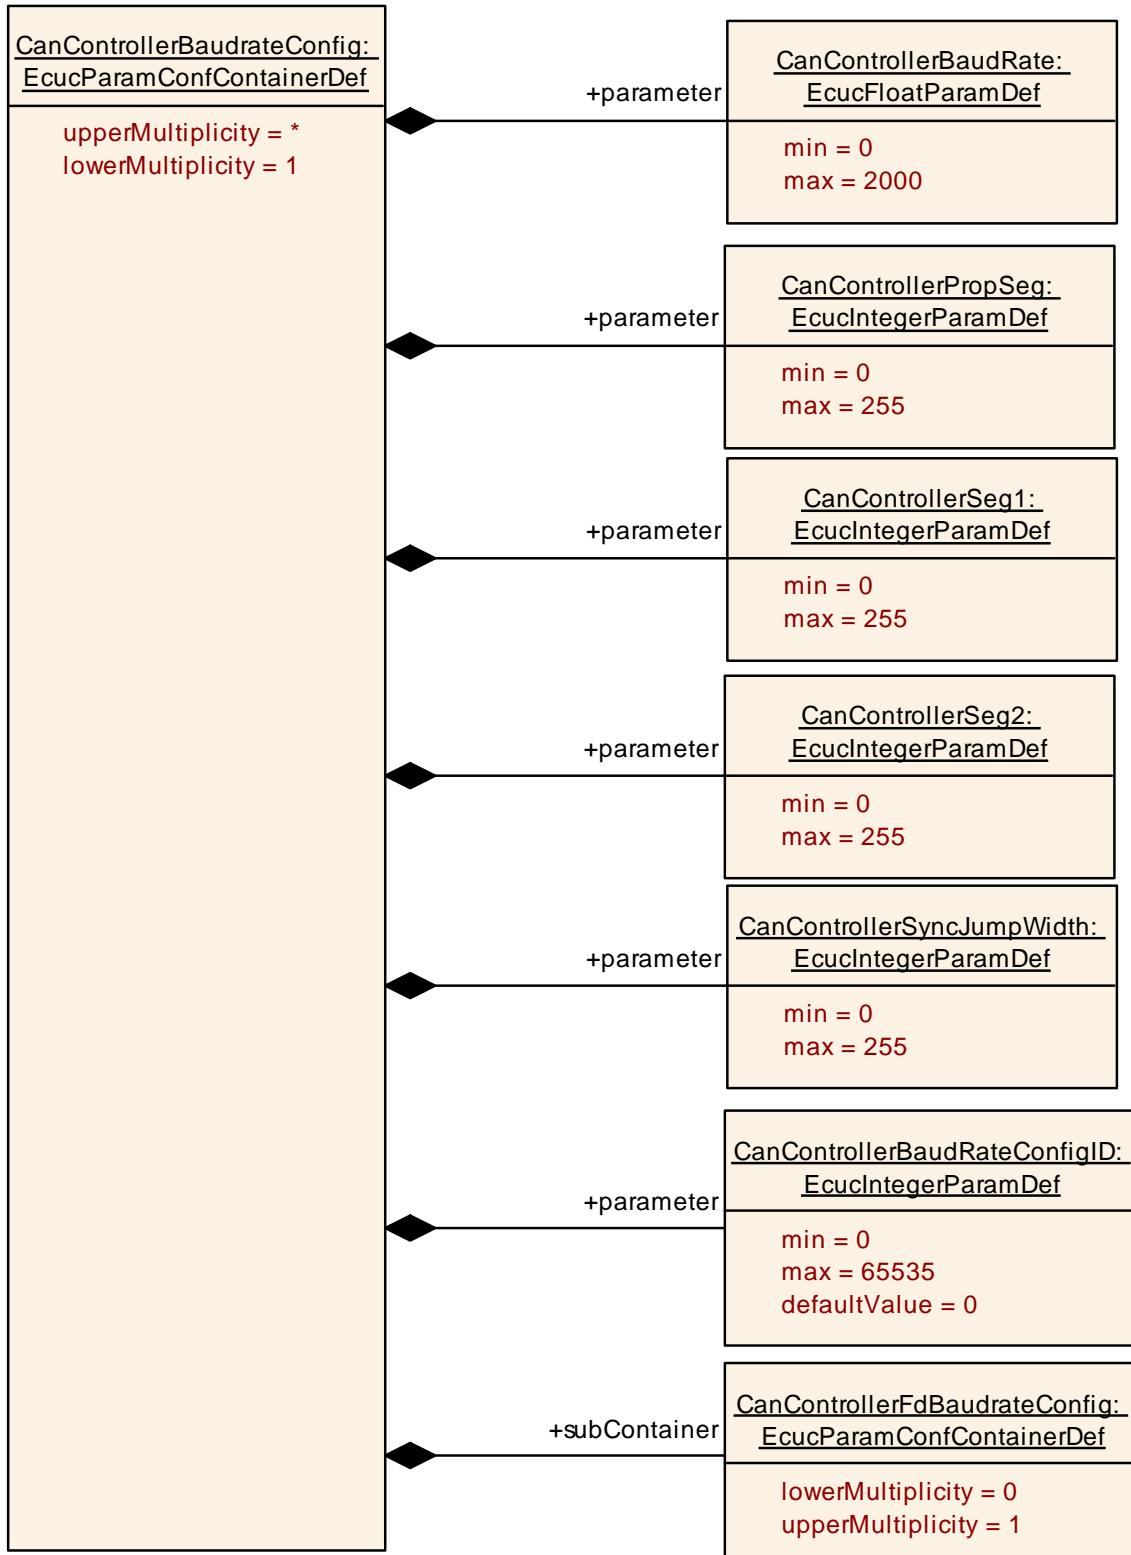 CanControllerBaudrateConfig:
EcucParamConfContainerDef
upperMultiplicity = *
lowerMultiplicity = 1
+parameter
CanControllerBaudRate:
EcucFloatParamDef
min = 0
max = 2000
+parameter
CanControllerPropSeg:
EcucIntegerParamDef
min = 0
max = 255
+parameter
CanControllerSeg1:
EcucIntegerParamDef
min = 0
max = 255
+parameter
CanControllerSeg2:
EcucIntegerParamDef
min = 0
max = 255
+parameter
CanControllerSyncJumpWidth:
EcucIntegerParamDef
min = 0
max = 255
+parameter
CanControllerBaudRateConfigID:
EcucIntegerParamDef
min = 0
max = 65535
defaultValue = 0
+subContainer
CanControllerFdBaudrateConfig:
EcucParamConfContainerDef
lowerMultiplicity = 0
upperMultiplicity = 1